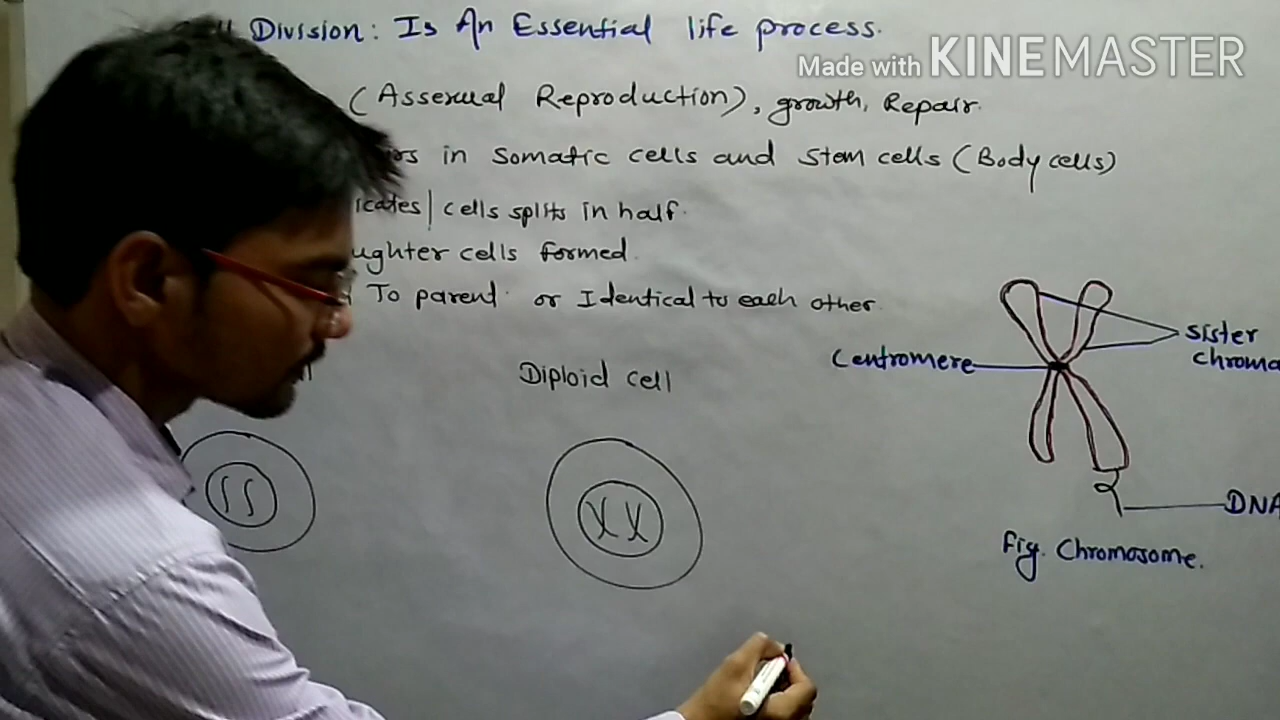 Division: Is An Essential life process.
Made with KINEMASTER
(Assexual Reproduction), growth, Repair.
in Somatic cells and Stem cells (Body cells)
icates | cells splits in half.
ughter cells formed.
To parent or Identical to each other.
Sister
Centromere
chroma
Diploid cell
DNA
Fig. Chromosome.